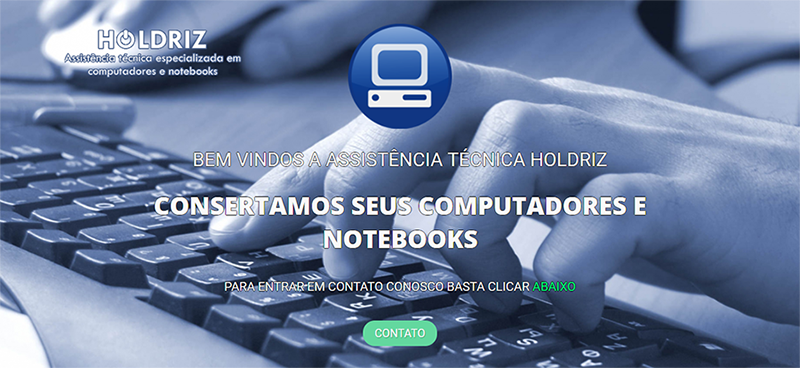 HOLDRIZ
Assistência técnica especializada em
computadores e notebooks
BEM VINDOS A ASSISTÊNCIA TÉCNICA HOLDRIZ
CONSERTAMOS SEUS COMPUTADORES E
NOTEBOOKS
PARA ENTRAR EM CONTATO CONOSCO BASTA CLICAR ABAIXO
CONTATO